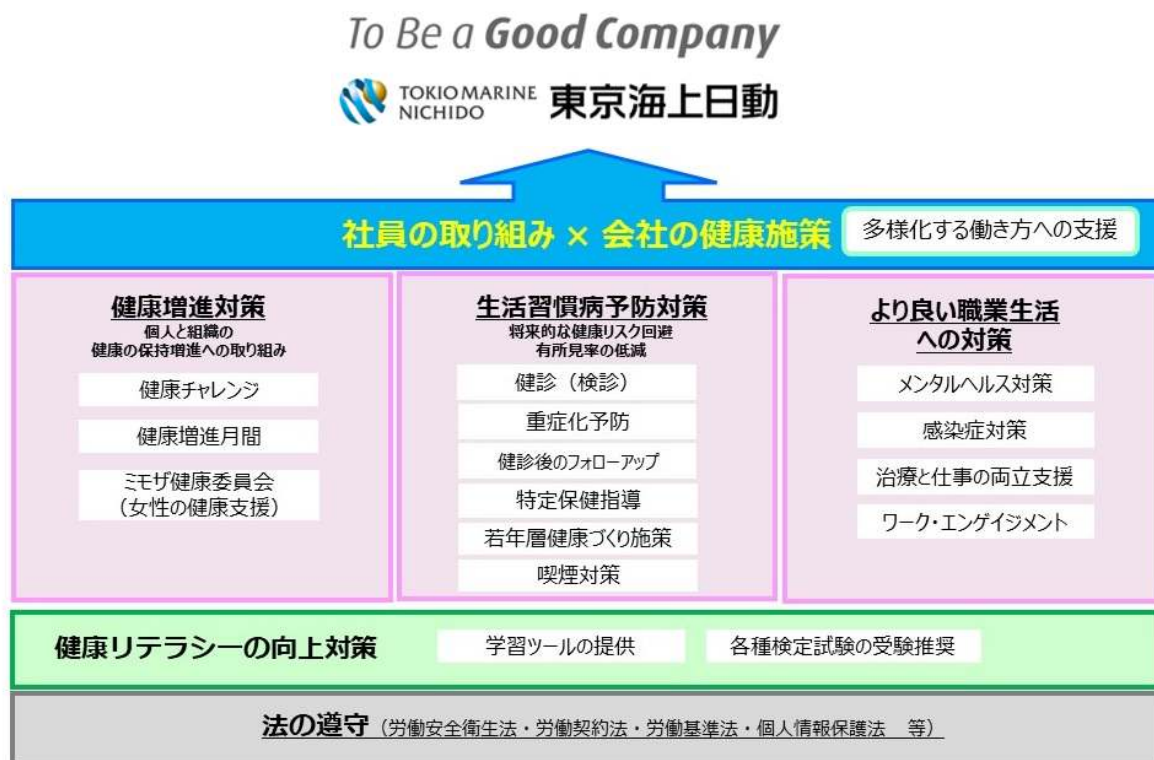 To Be a Good Company
TOKIO MARINE
NICHIDO
東京海上日動
社員の取り組み × 会社の健康施策
多様化する働き方への支援
健康増進対策
個人と組織の
健康の保持増進への取り組み
健康チャレンジ
健康増進月間
ミモザ健康委員会
（女性の健康支援）
生活習慣病予防対策
将来的な健康リスク回避
有所見率の低減
健診（検診）
重症化予防
健診後のフォローアップ
特定保健指導
若年層健康づくり施策
喫煙対策
より良い職業生活
への対策
メンタルヘルス対策
感染症対策
治療と仕事の両立支援
ワーク・エンゲイジメント
健康リテラシーの向上対策
学習ツールの提供
各種検定試験の受験推奨
法の遵守（労働安全衛生法・労働契約法・労働基準法・個人情報保護法　等）